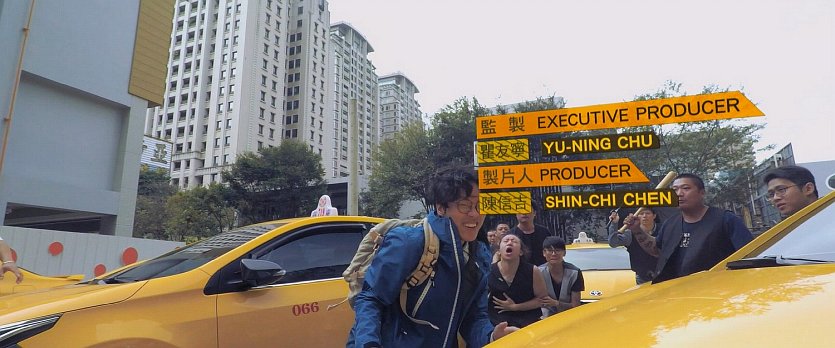 監製 EXECUTIVE PRODUCER
瞿友寧 YU-NING CHU
製片人 PRODUCER
陳信吉 SHIN-CHI CHEN
066